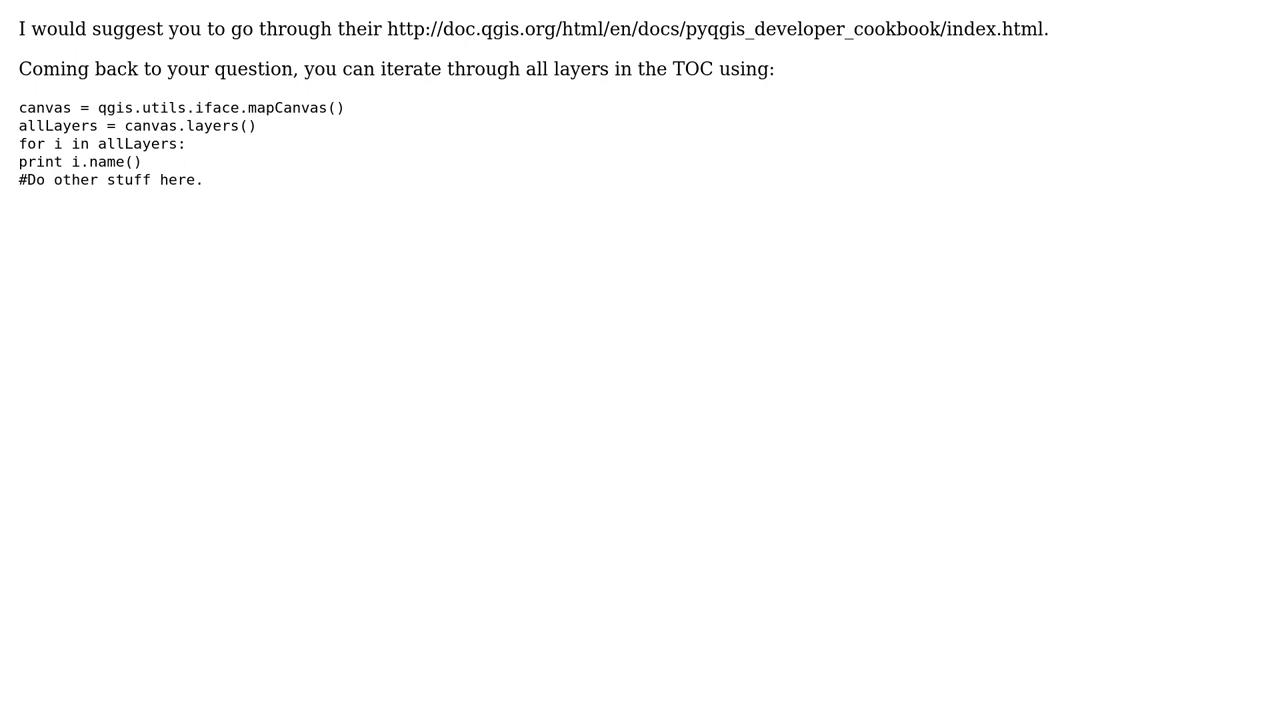 I would suggest you to go through their http://doc.qgis.org/html/en/docs/pyqgis_developer_cookbook/index.html.
Coming back to your question, you can iterate through all layers in the TOC using:
canvas = qgis.utils.iface.mapCanvas()
allLayers = canvas.layers()
for i in allLayers:
print i.name()
#Do other stuff here.